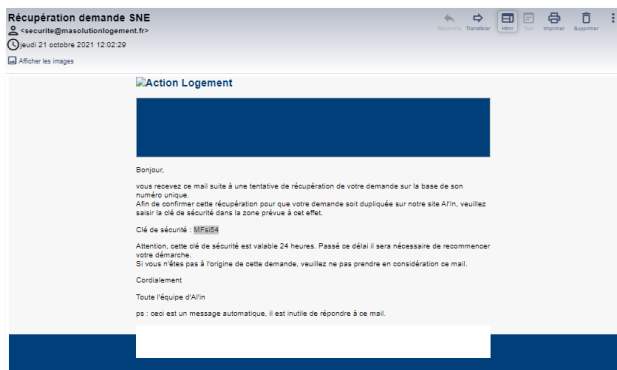 Récupération demande SNE
<securite@masolutionlogement.fr>
jeudi 21 octobre 2021 12:02:29
Répondre Transférer Html Text Imprimer Supprimer
Afficher les images
Action Logement
Bonjour,
vous recevez ce mail suite à une tentative de récupération de votre demande sur la base de son
numéro unique.
Afin de confirmer cette récupération pour que votre demande soit dupliquée sur notre site Al'in, veuillez
saisir la clé de sécurité dans la zone prévue à cet effet.
Clé de sécurité : MFsi54
Attention, cette clé de sécurité est valable 24 heures. Passé ce délai il sera nécessaire de recommencer
votre démarche.
Si vous n'êtes pas à l'origine de cette demande, veuillez ne pas prendre en considération ce mail.
Cordialement
Toute l'équipe d'Al'in
ps : ceci est un message automatique, il est inutile de répondre à ce mail.